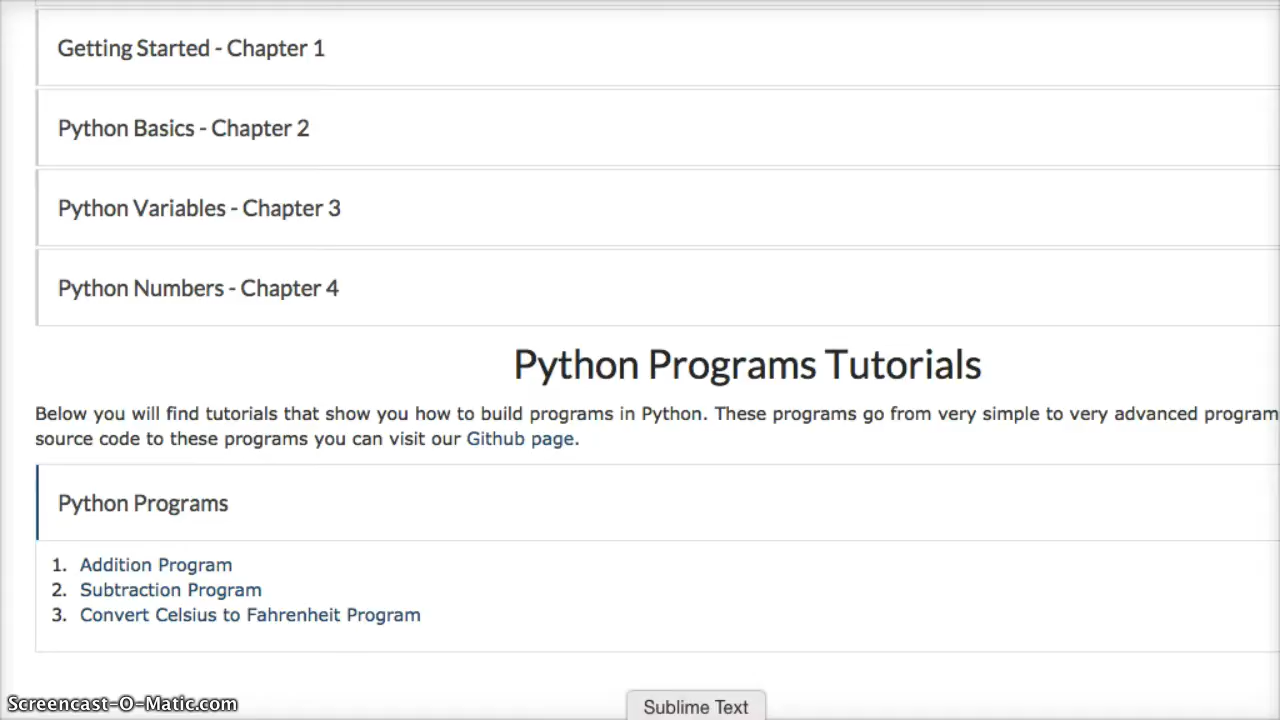 Getting Started - Chapter 1
Python Basics - Chapter 2
Python Variables - Chapter 3
Python Numbers - Chapter 4
Python Programs Tutorials
Below you will find tutorials that show you how to build programs in Python. These programs go from very simple to very advanced program
source code to these programs you can visit our Github page.
Python Programs
1. Addition Program
2. Subtraction Program
3. Convert Celsius to Fahrenheit Program
Screencast-O-Matic.com
Sublime Text